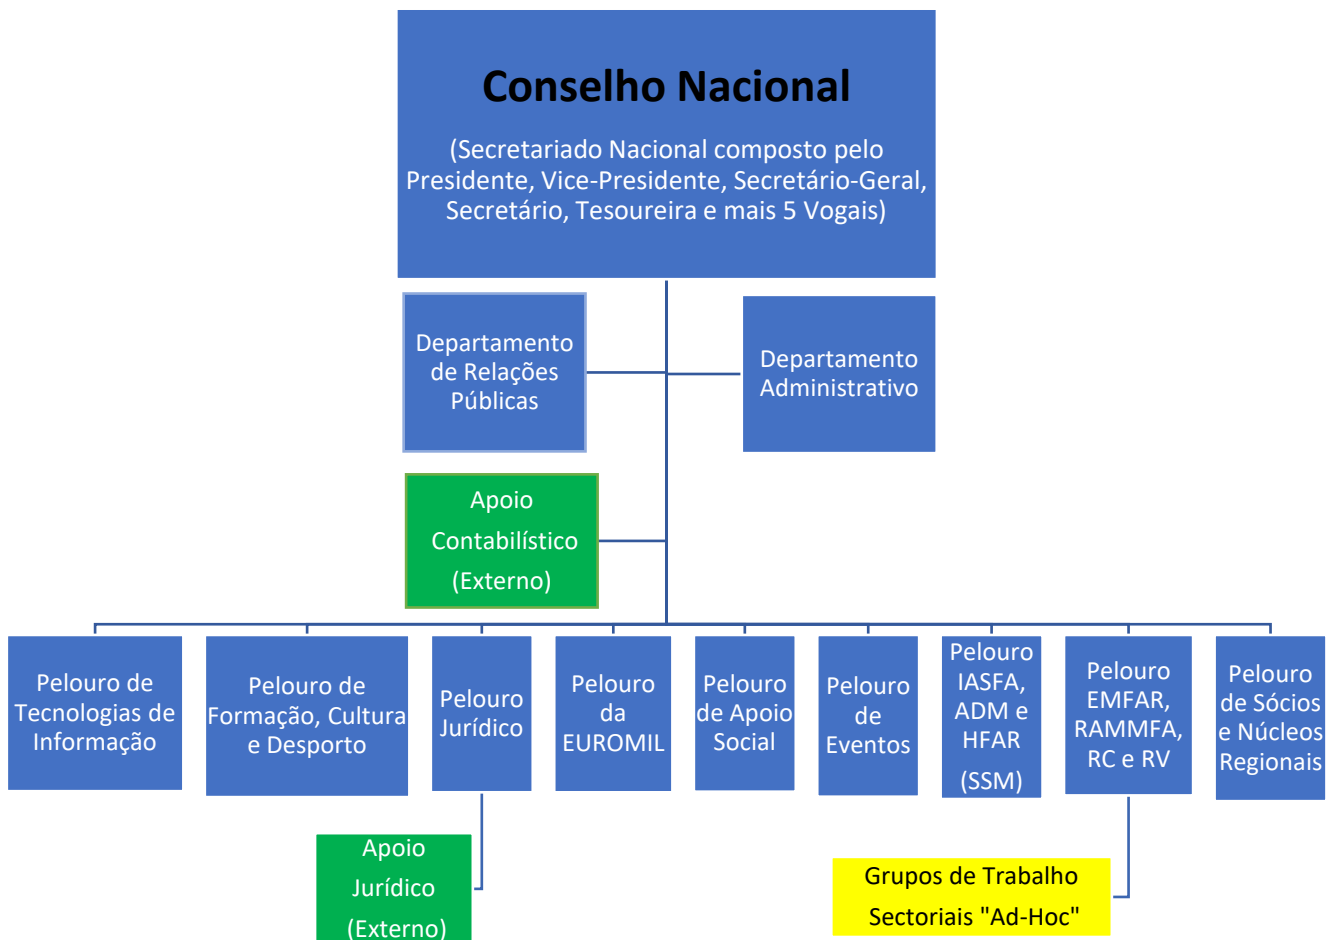 Conselho Nacional
(Secretariado Nacional composto pelo
Presidente, Vice-Presidente, Secretário-Geral,
Secretário, Tesoureira e mais 5 Vogais)
Departamento
de Relações
Públicas
Departamento
Administrativo
Apoio
Contabilístico
(Externo)
Pelouro de
Tecnologias de
Informação
Pelouro de
Formação, Cultura
e Desporto
Pelouro
Jurídico
Pelouro
da
EUROMIL
Pelouro
de Apoio
Social
Pelouro
de
Eventos
Pelouro
IASFA,
ADM e
HFAR
(SSM)
Pelouro
EMFAR,
RAMMFA,
RC e RV
Pelouro
de Sócios
e Núcleos
Regionais
Apoio
Jurídico
(Externo)
Grupos de Trabalho
Sectoriais "Ad-Hoc"